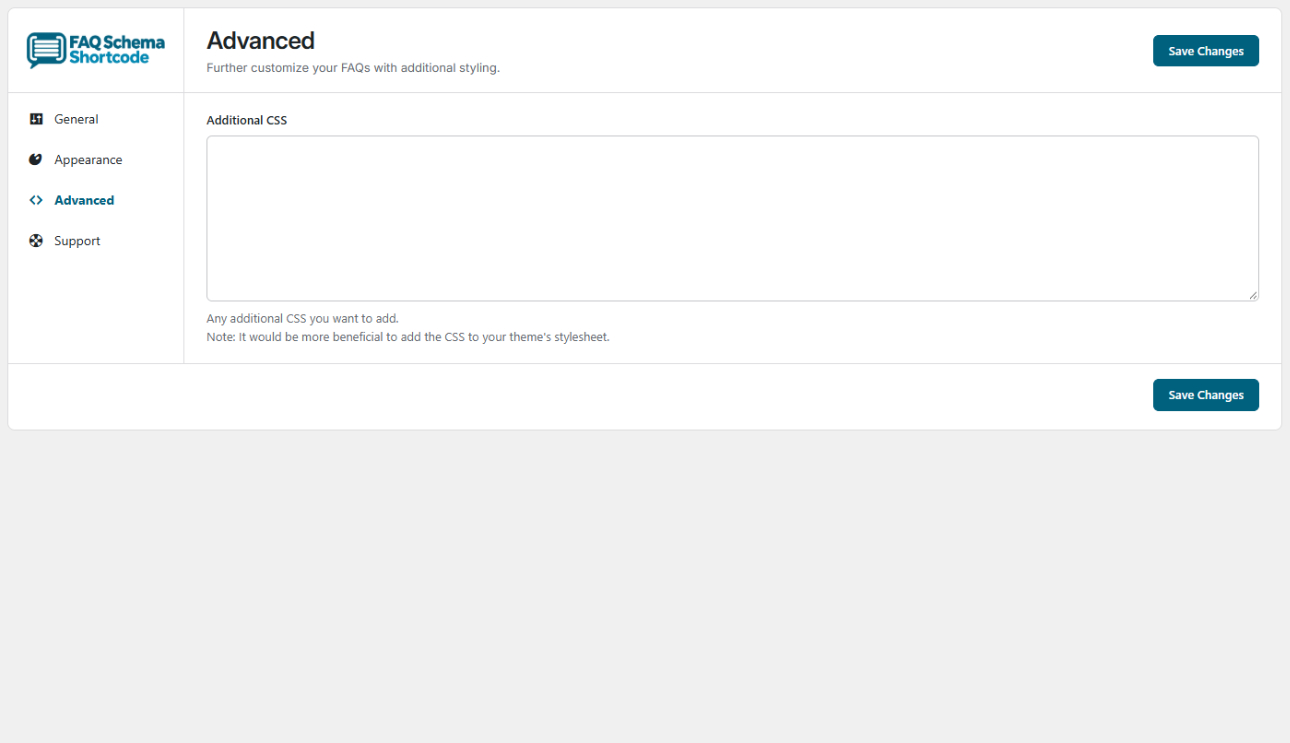 FAQ Schema
Shortcode
Advanced
Further customize your FAQs with additional styling.
Save Changes
General
Appearance
Advanced
Support
Additional CSS
Any additional CSS you want to add.
Note: It would be more beneficial to add the CSS to your theme's stylesheet.
Save Changes